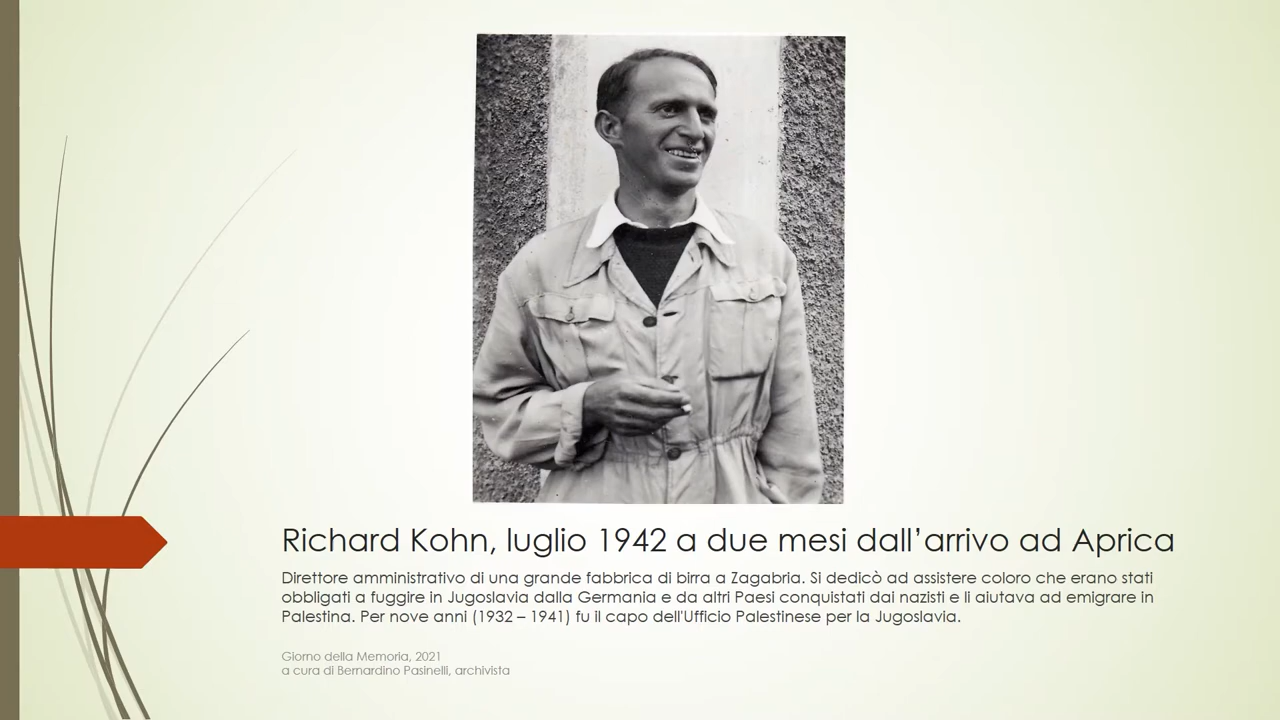 Richard Kohn, luglio 1942 a due mesi dall’arrivo ad Aprica
Direttore amministrativo di una grande fabbrica di birra a Zagabria. Si dedicò ad assistere coloro che erano stati
obbligati a fuggire in Jugoslavia dalla Germania e da altri Paesi conquistati dai nazisti e li aiutava ad emigrare in
Palestina. Per nove anni (1932 – 1941) fu il capo dell'Ufficio Palestinese per la Jugoslavia.
Giorno della Memoria, 2021
a cura di Bernardino Pasinelli, archivista